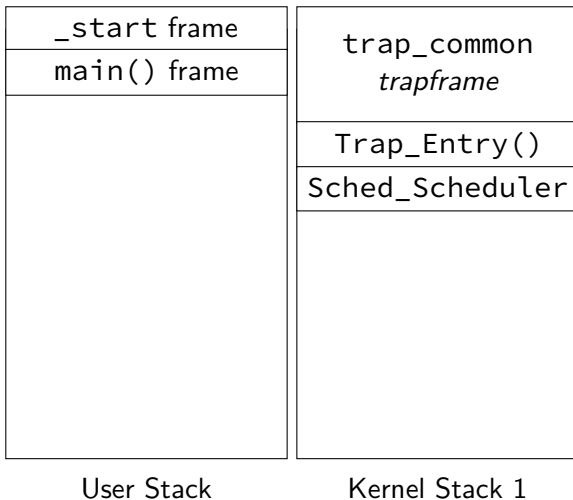 _start frame
main() frame
User Stack
trap_common
trapframe
Trap_Entry()
Sched_Scheduler
Kernel Stack 1